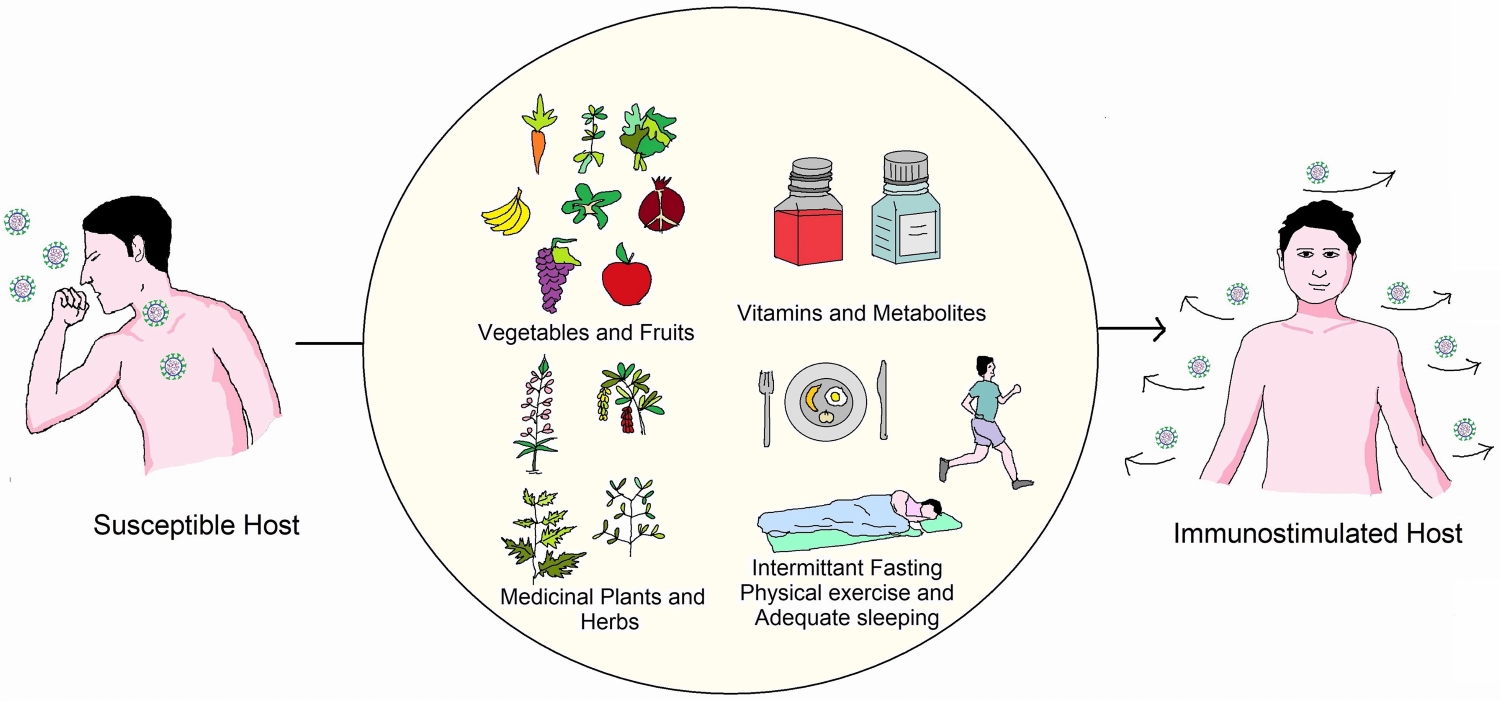 Susceptible Host
Vegetables and Fruits
Vitamins and Metabolites
Medicinal Plants and
Herbs
Intermittant Fasting
Physical exercise and
Adequate sleeping
Immunostimulated Host